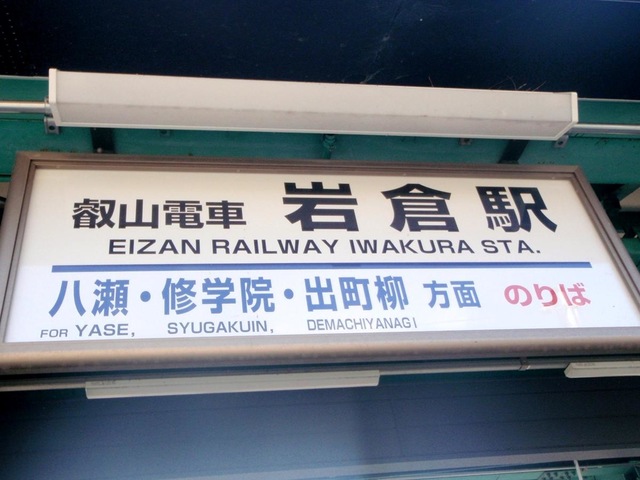 叡山電車 岩倉駅
EIZAN RAILWAY IWAKURA STA.
八瀬・修学院・出町柳 方面 のりば
FOR YASE, SYUGAKUIN, DEMACHIYANAGI